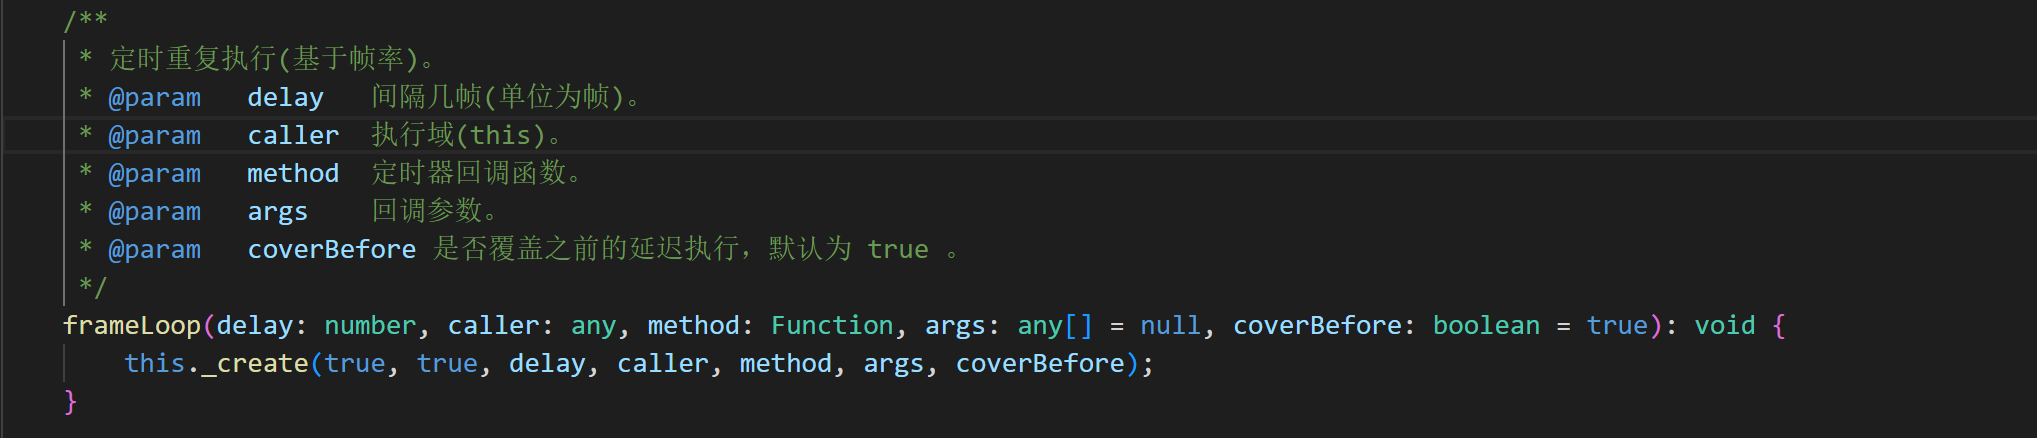 /**
* 定时重复执行(基于帧率)。
* @param   delay   间隔几帧(单位为帧)。
* @param   caller  执行域(this)。
* @param   method  定时器回调函数。
* @param   args    回调参数。
* @param   coverBefore 是否覆盖之前的延迟执行，默认为 true 。
*/
frameLoop(delay: number, caller: any, method: Function, args: any[] = null, coverBefore: boolean = true): void {
this._create(true, true, delay, caller, method, args, coverBefore);
}